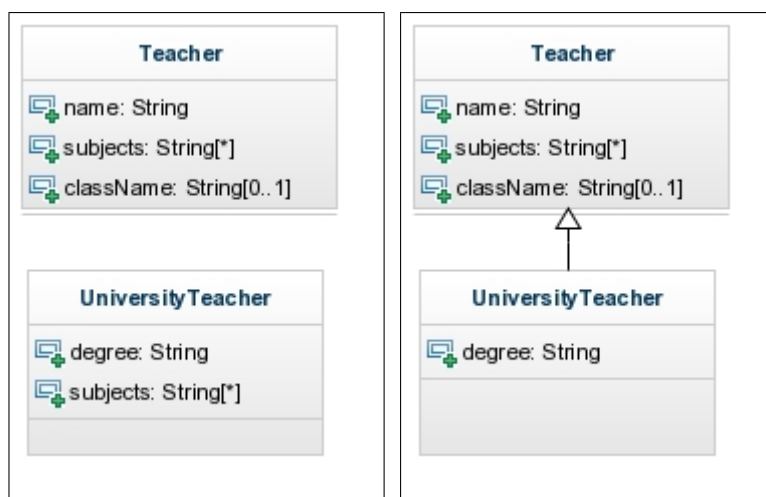 Teacher
name: String
subjects: String[*]
className: String[0..1]
UniversityTeacher
degree: String
subjects: String[*]
Teacher
name: String
subjects: String[*]
className: String[0..1]
UniversityTeacher
degree: String